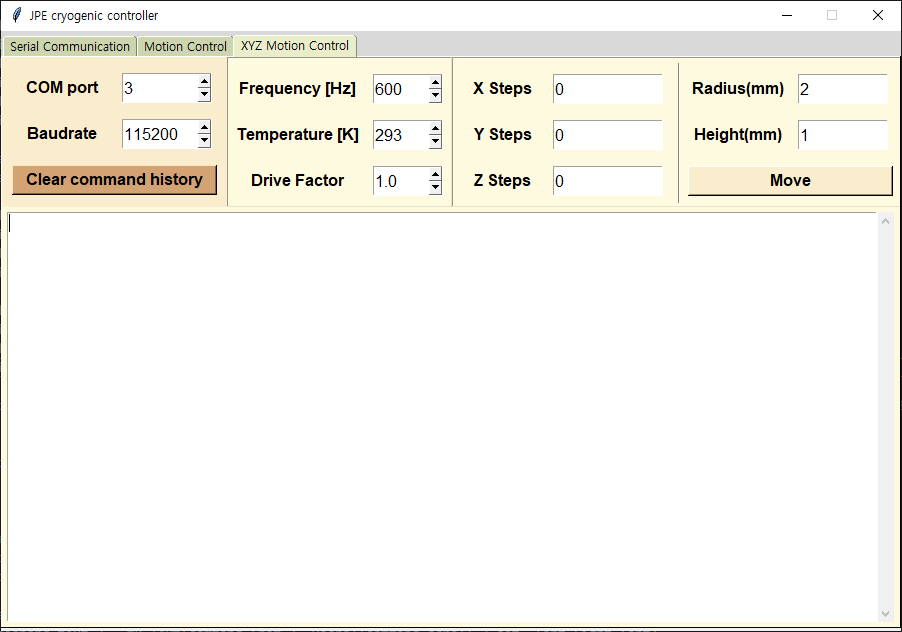 JPE cryogenic controller
Serial Communication Motion Control XYZ Motion Control
COM port 3 Frequency [Hz] 600 X Steps 0 Radius(mm) 2
Baudrate 115200 Temperature [K] 293 Y Steps 0 Height(mm) 1
Clear command history Drive Factor 1.0 Z Steps 0 Move